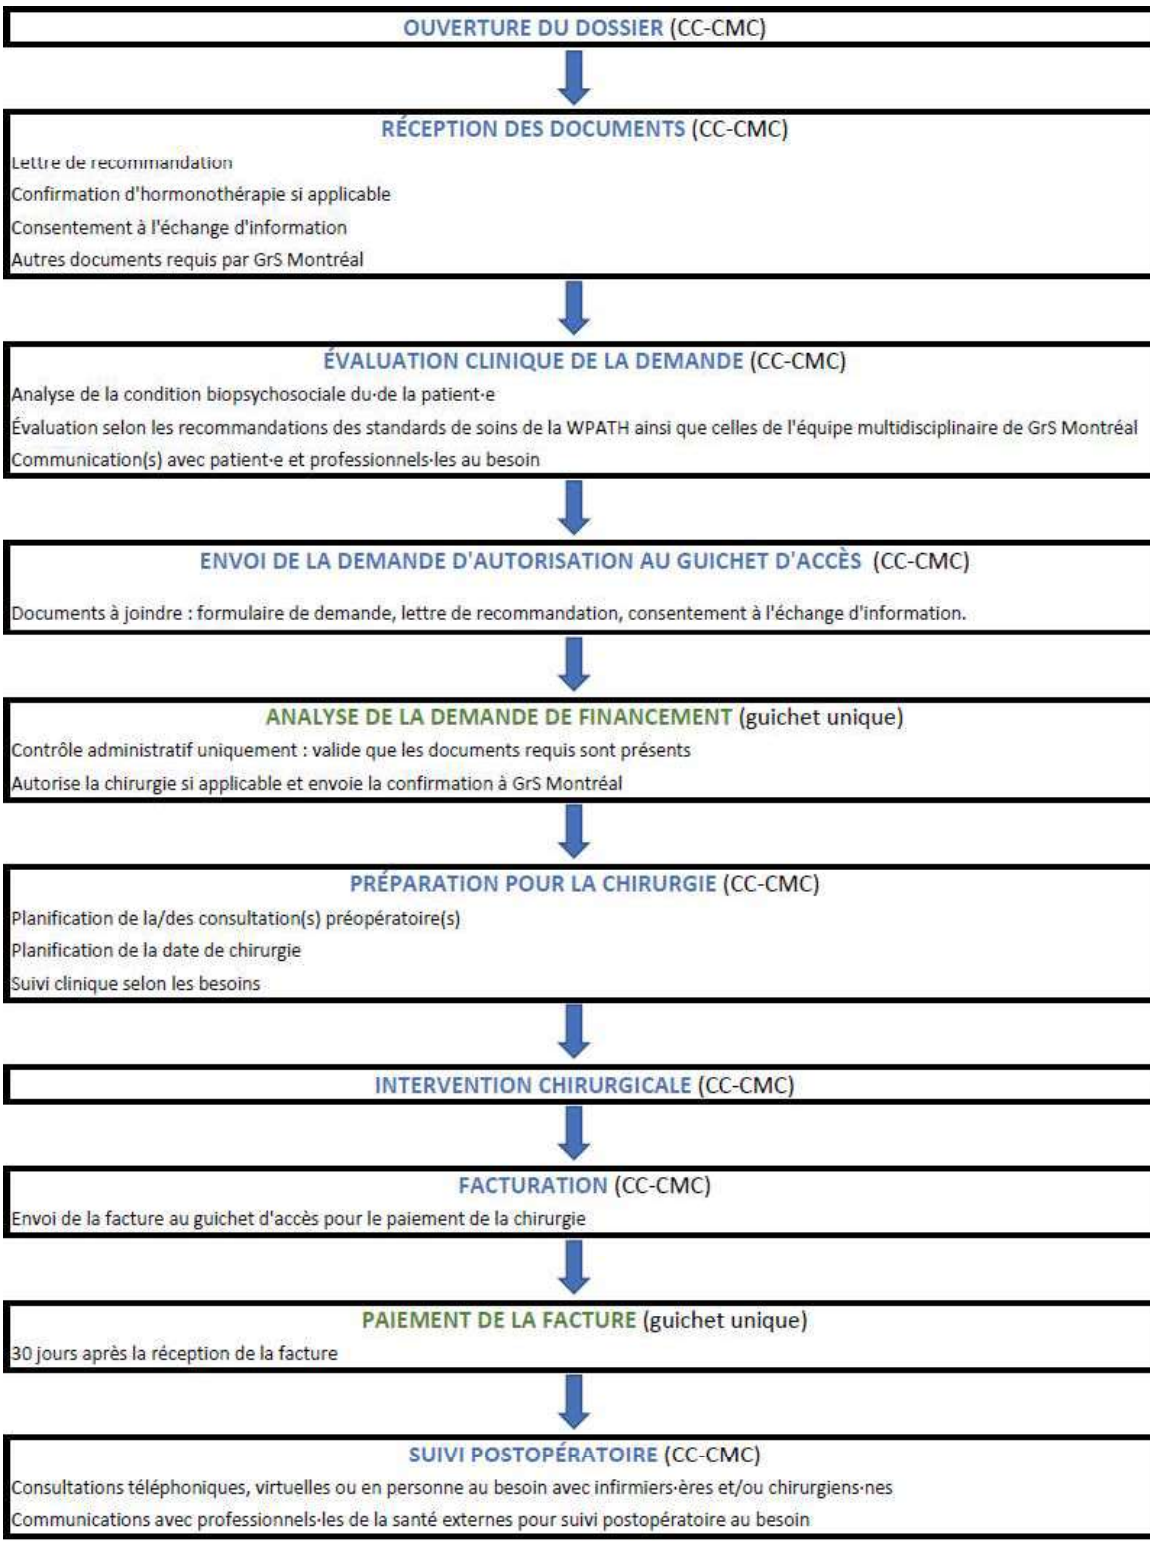 OUVERTURE DU DOSSIER (CC-CMC)
RÉCEPTION DES DOCUMENTS (CC-CMC)
Lettre de recommandation
Confirmation d'hormonothérapie si applicable
Consentement à l'échange d'information
Autres documents requis par GrS Montréal
ÉVALUATION CLINIQUE DE LA DEMANDE (CC-CMC)
Analyse de la condition biopsychosociale du·de la patient·e
Évaluation selon les recommandations des standards de soins de la WPATH ainsi que celles de l'équipe multidisciplinaire de GrS Montréal
Communication(s) avec patient·e et professionnels·les au besoin
ENVOI DE LA DEMANDE D'AUTORISATION AU GUICHET D'ACCÈS (CC-CMC)
Documents à joindre : formulaire de demande, lettre de recommandation, consentement à l'échange d'information.
ANALYSE DE LA DEMANDE DE FINANCEMENT (guichet unique)
Contrôle administratif uniquement : valide que les documents requis sont présents
Autorise la chirurgie si applicable et envoie la confirmation à GrS Montréal
PRÉPARATION POUR LA CHIRURGIE (CC-CMC)
Planification de la/des consultation(s) préopératoire(s)
Planification de la date de chirurgie
Suivi clinique selon les besoins
INTERVENTION CHIRURGICALE (CC-CMC)
FACTURATION (CC-CMC)
Envoi de la facture au guichet d'accès pour le paiement de la chirurgie
PAIEMENT DE LA FACTURE (guichet unique)
30 jours après la réception de la facture
SUIVI POSTOPÉRATOIRE (CC-CMC)
Consultations téléphoniques, virtuelles ou en personne au besoin avec infirmiers·ères et/ou chirurgiens·nes
Communications avec professionnels·les de la santé externes pour suivi postopératoire au besoin